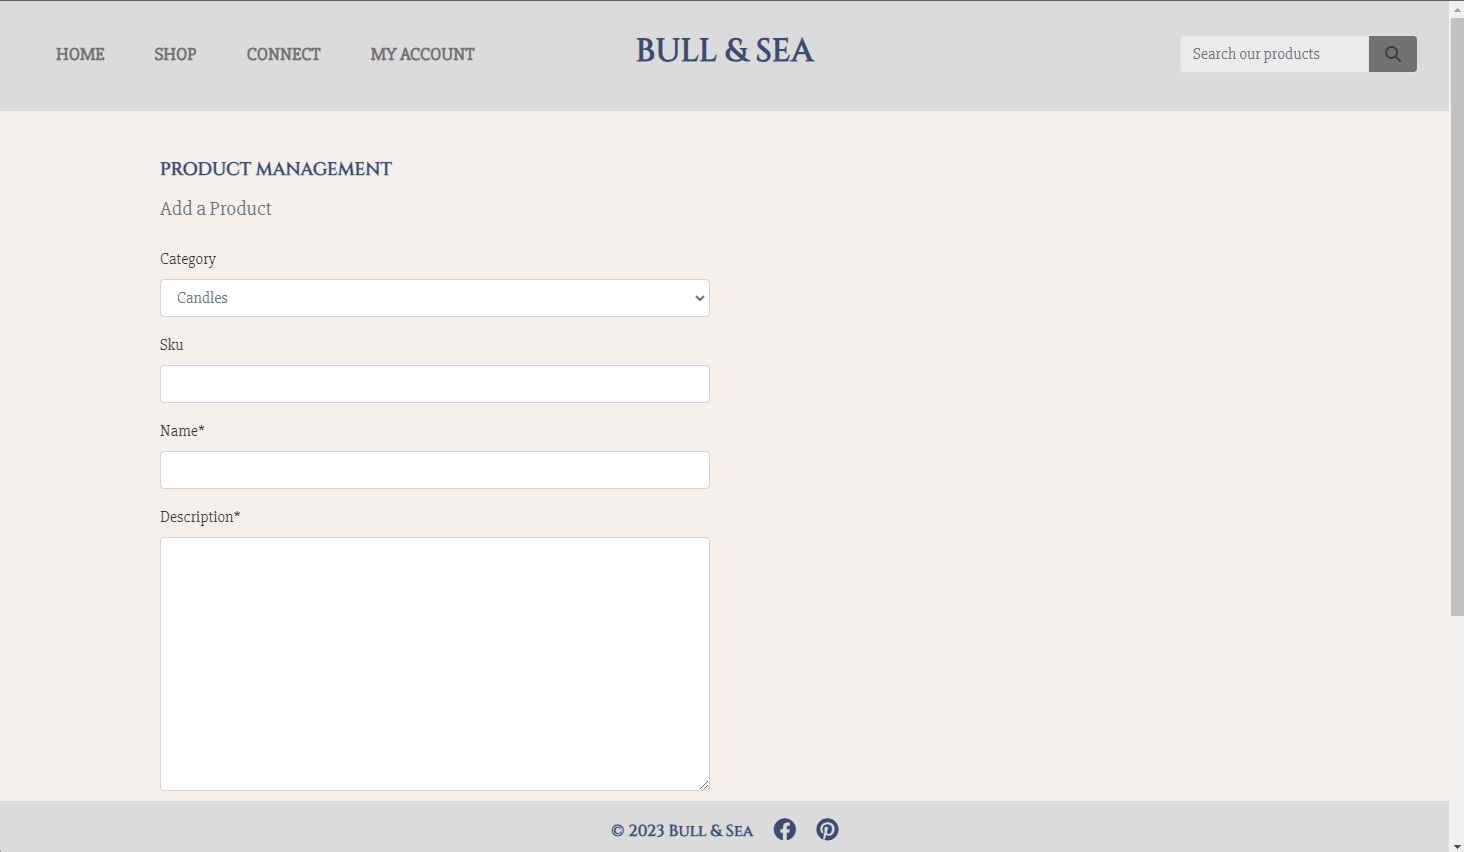 HOME SHOP CONNECT MY ACCOUNT BULL & SEA Search our products
PRODUCT MANAGEMENT
Add a Product
Category
Candles
Sku
Name*
Description*
© 2023 BULL & SEA